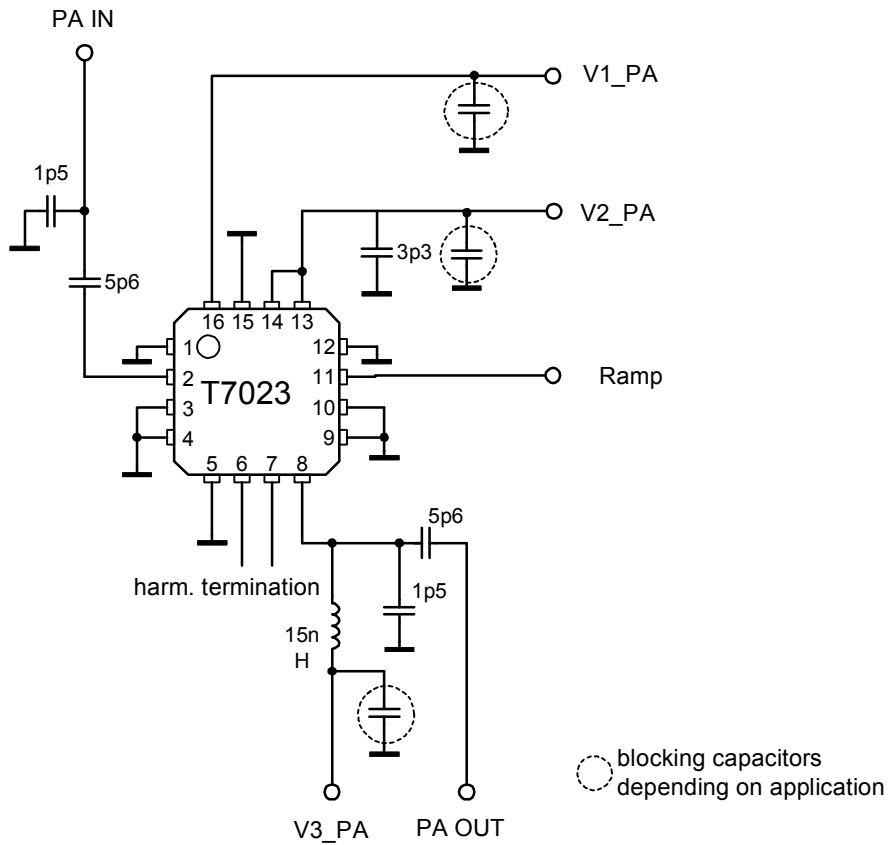 PA IN
V1_PA
1p5
V2_PA
3p3
5p6
16 15 14 13
1 12
2 T7023 11 Ramp
3 10
4 9
5 6 7 8
5p6
harm. termination
1p5
15n
H
blocking capacitors
depending on application
V3_PA PA OUT